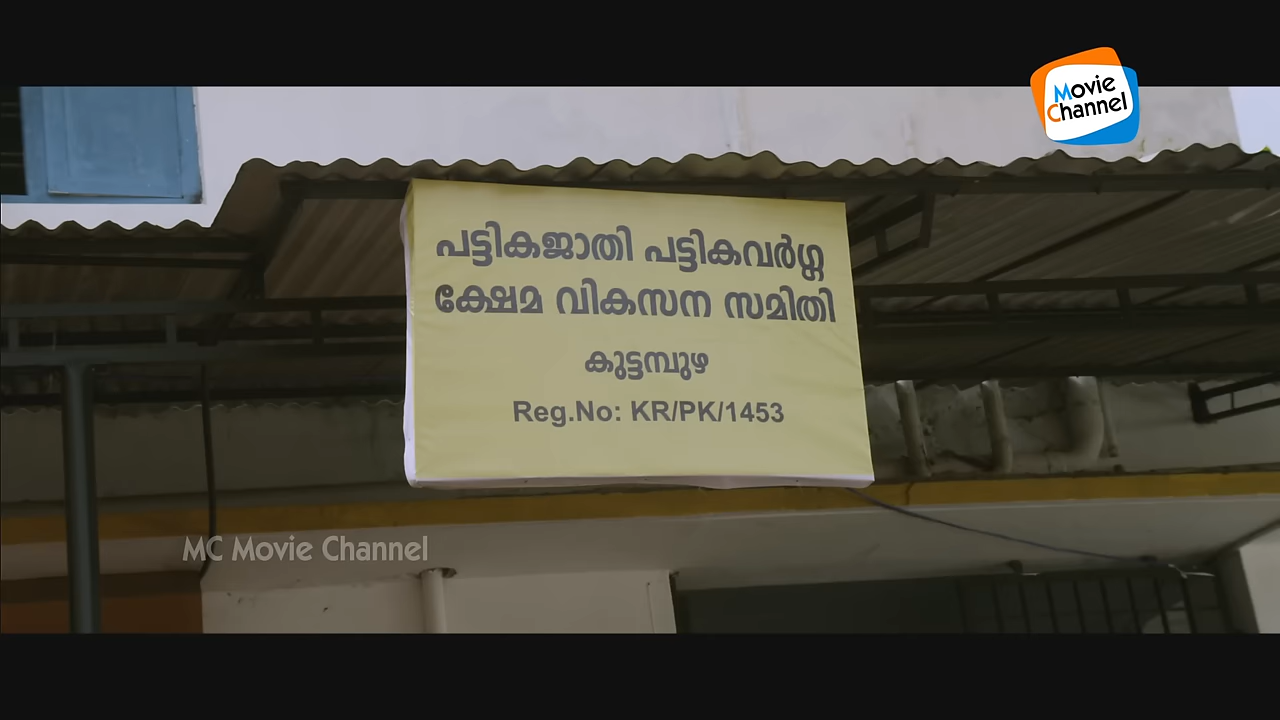 Movie
Channel
പട്ടികജാതി പട്ടികവർഗ്ഗ
ക്ഷേമ വികസന സമിതി
കുട്ടമ്പുഴ
Reg.No: KR/PK/1453
MC Movie Channel